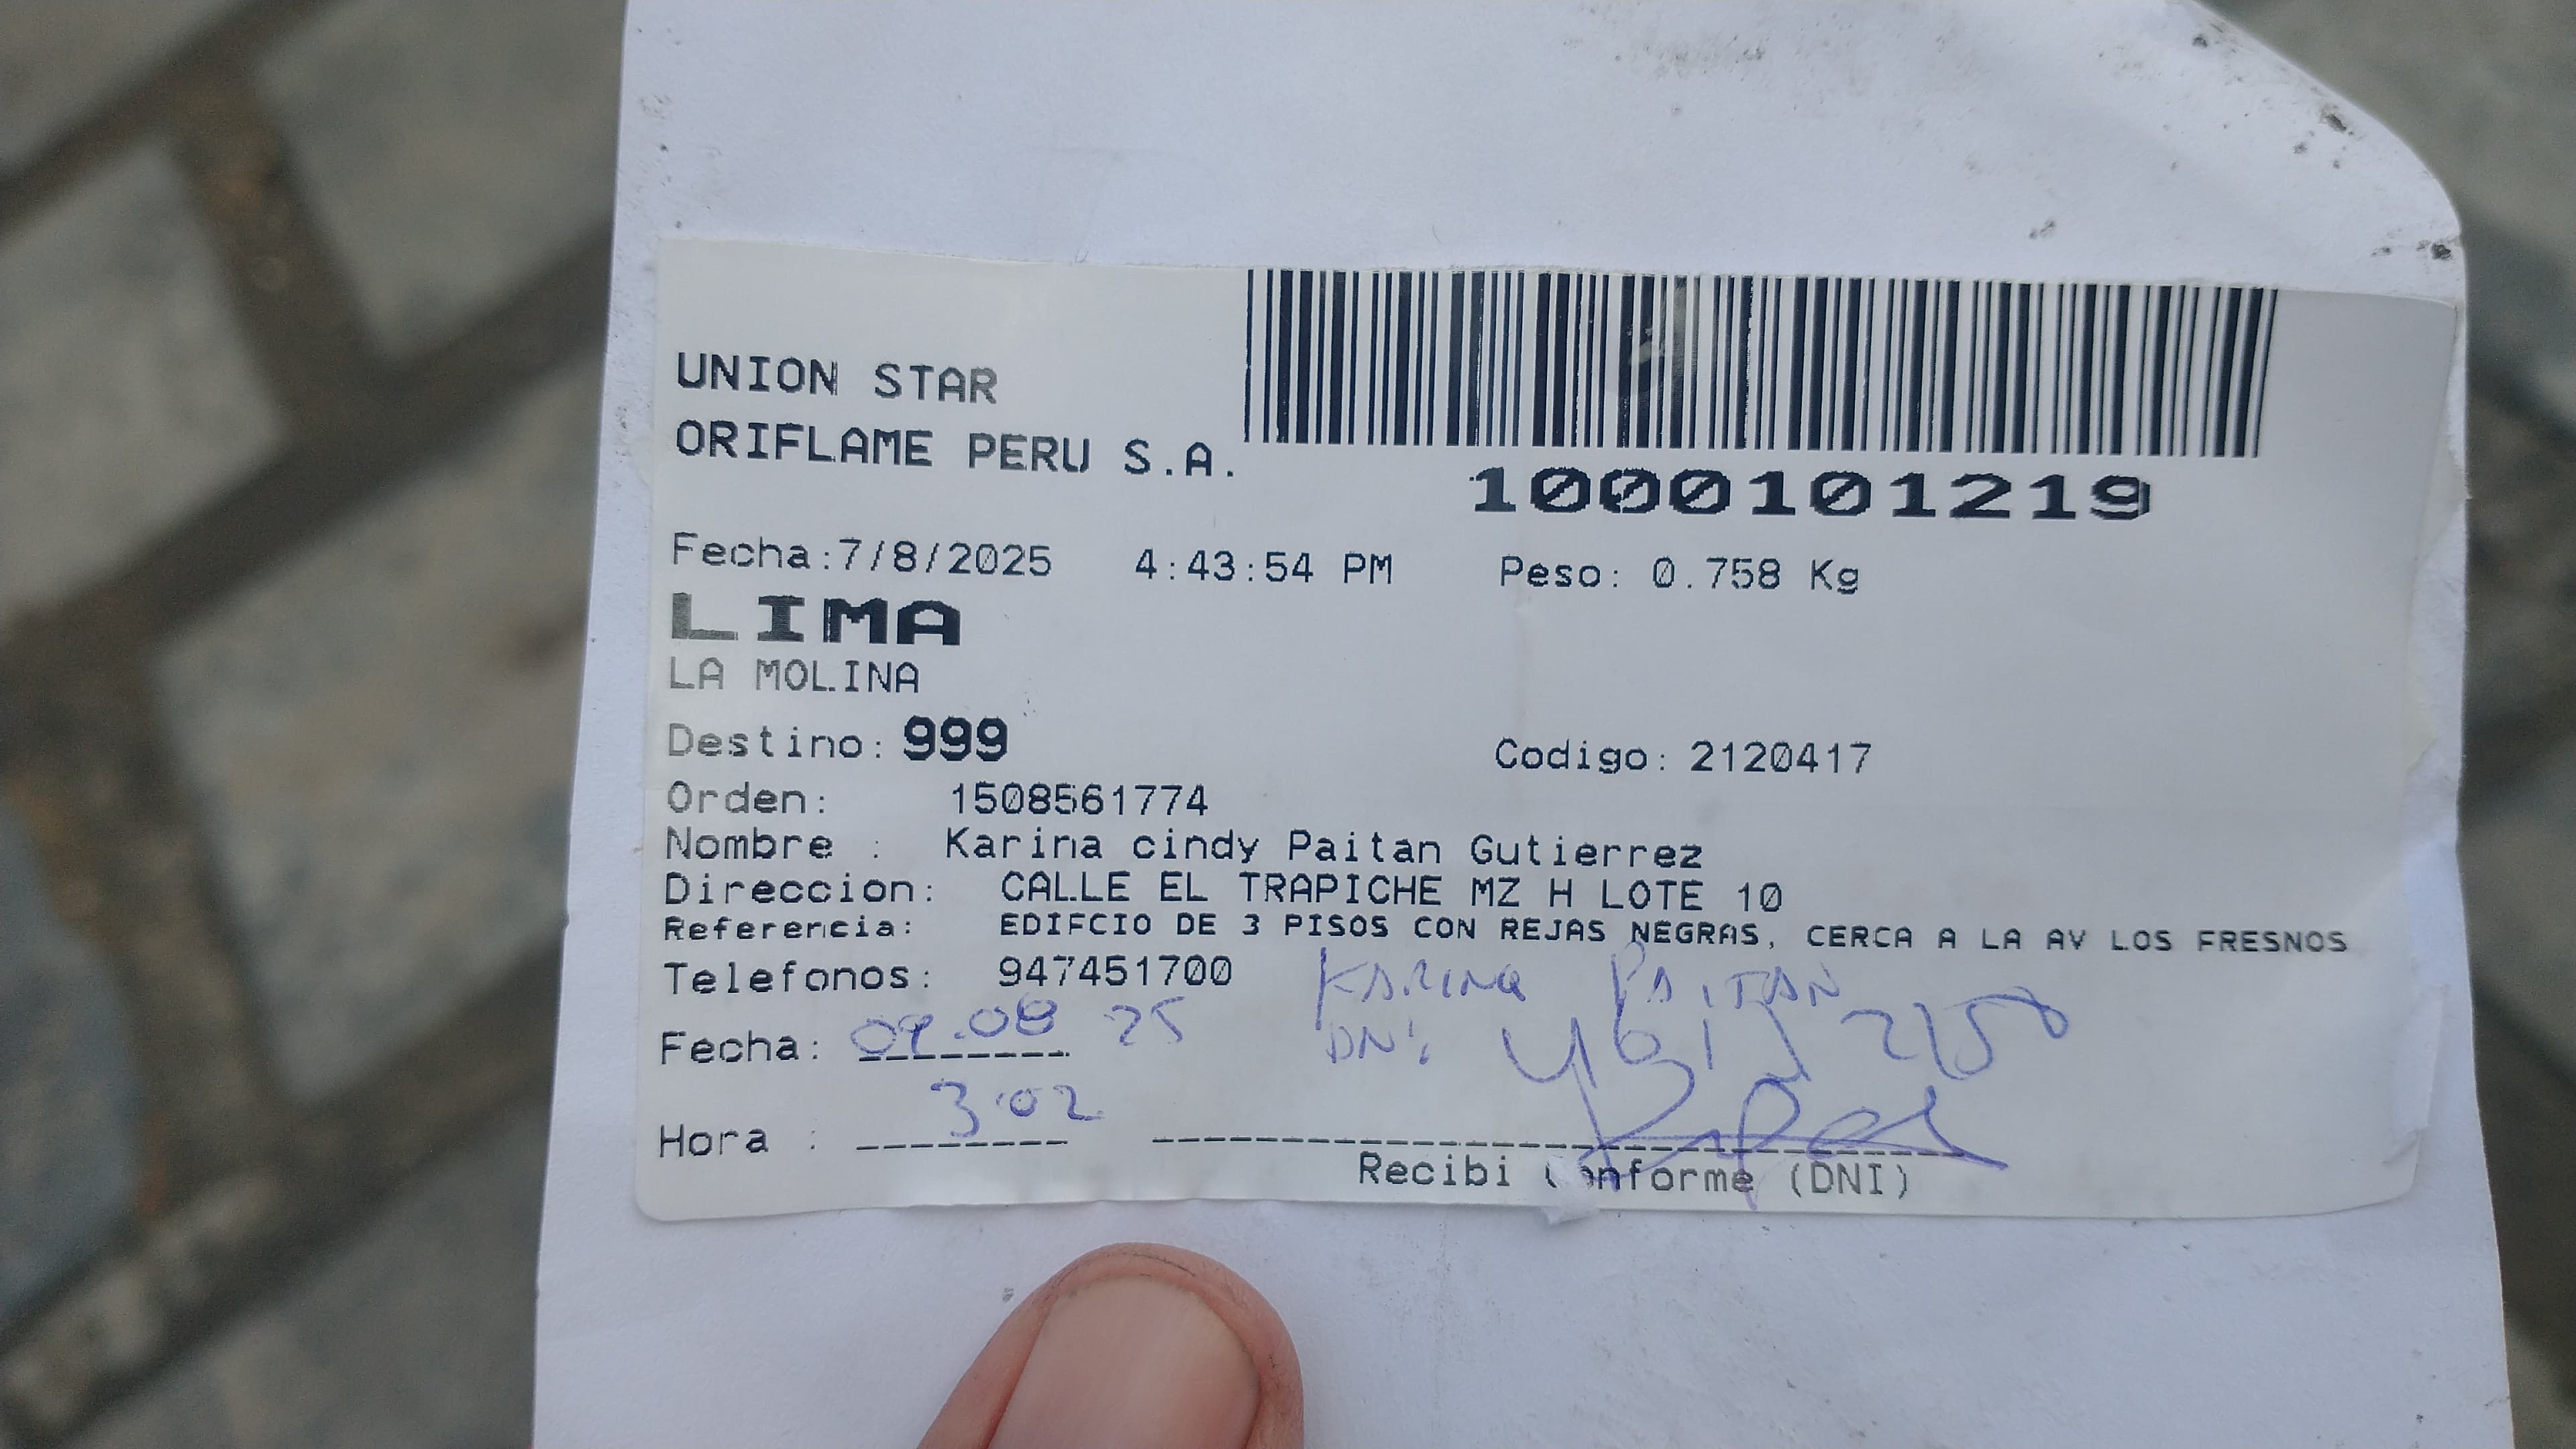 UNION STAR
ORIFLAME PERU S.A.
1000101219
Fecha:7/8/2025 4:43:54 PM Peso: 0.758 Kg
LIMA
LA MOLINA
Destino: 999 Codigo: 2120417
Orden: 1508561774
Nombre : Karina cindy Paitan Gutierrez
Direccion: CALLE EL TRAPICHE MZ H LOTE 10
Referencia: EDIFCIO DE 3 PISOS CON REJAS NEGRAS, CERCA A LA AV LOS FRESNOS
Telefonos: 947451700 KARINA PAITAN
Fecha: 09.08 25 DNI
Hora : 3:02
Recibi Conforme (DNI)